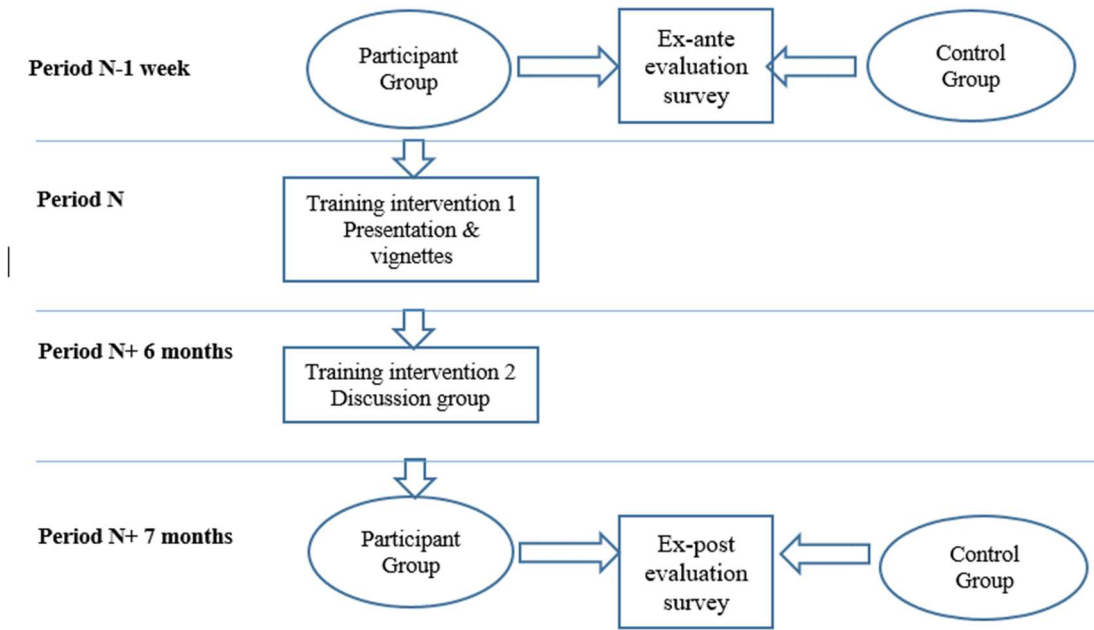 Period N-1 week
Participant
Group
Ex-ante
evaluation
survey
Control
Group
Period N
Training intervention 1
Presentation &
vignettes
Period N+ 6 months
Training intervention 2
Discussion group
Period N+ 7 months
Participant
Group
Ex-post
evaluation
survey
Control
Group